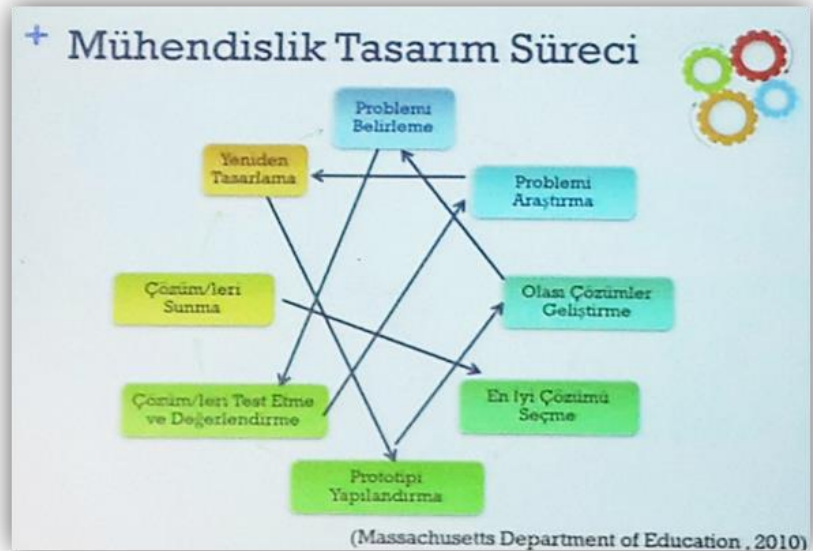 + Mühendislik Tasarım Süreci
Problemi
Belirleme
Problemi
Araştırma
Olası Çözümler
Geliştirme
En İyi Çözümü
Seçme
Prototipi
Yapılandırma
Çözüm/leri Test Etme
ve Değerlendirme
Çözüm/leri
Sunma
Yeniden
Tasarlama
(Massachusetts Department of Education , 2010)